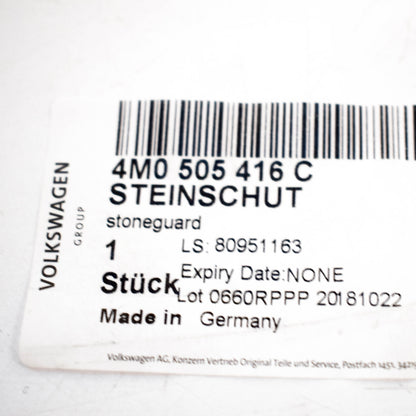 VOLKSWAGEN
GROUP
4M0 505 416 C
STEINSCHUT
stoneguard
1 LS: 80951163
Stück Expiry Date:NONE
Lot 0660RPPP 20181022
Made in Germany
Volkswagen AG, Konzern Vertrieb Original Teile und Service, Postfach 1451,